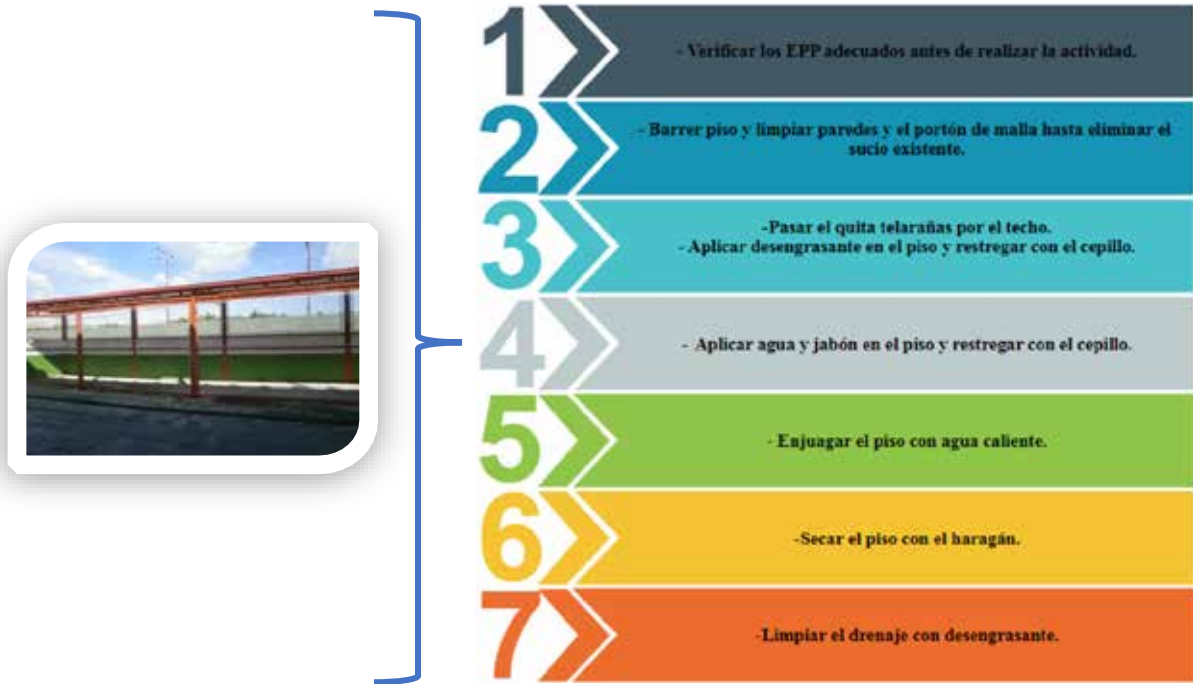 1
- Verificar los EPP adecuados antes de realizar la actividad.
2
- Barrer piso y limpiar paredes y el portón de malla hasta eliminar el
sucio existente.
3
-Pasar el quita telarañas por el techo.
- Aplicar desengrasante en el piso y restregar con el cepillo.
4
- Aplicar agua y jabón en el piso y restregar con el cepillo.
5
- Enjuagar el piso con agua caliente.
6
-Secar el piso con el haragán.
7
-Limpiar el drenaje con desengrasante.